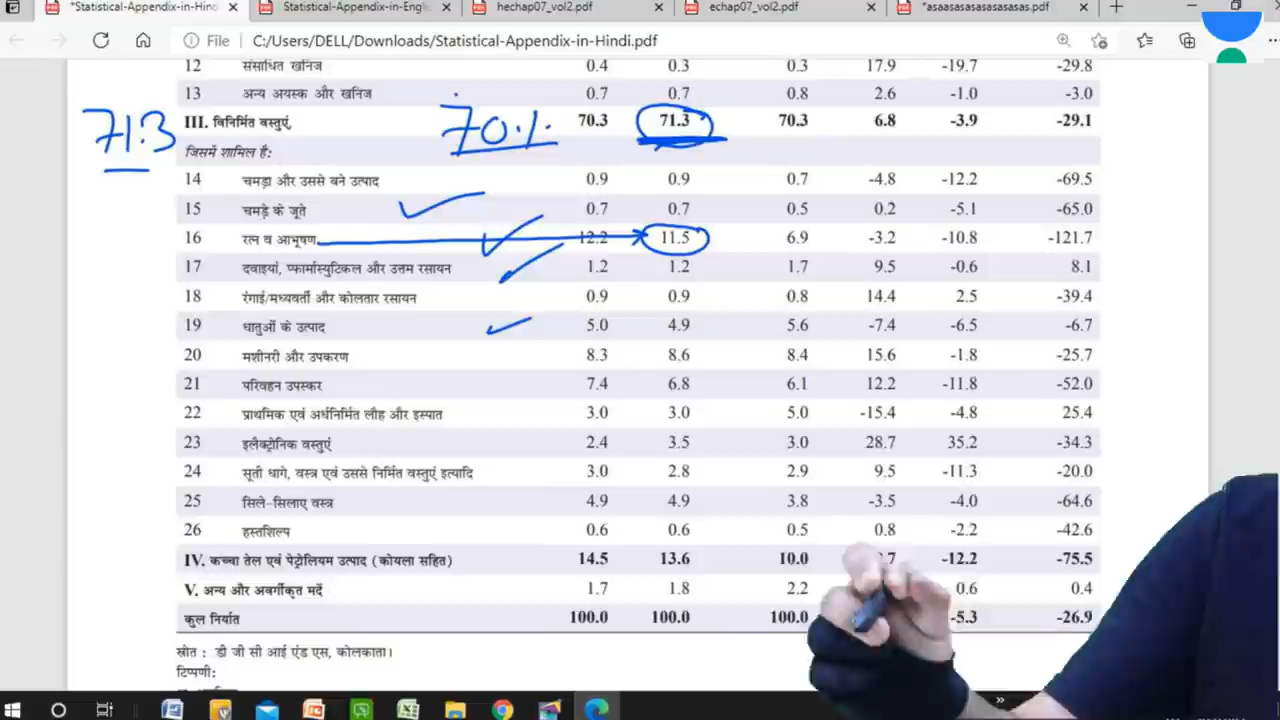 *Statistical-Appendix-in-Hin
Statistical-Appendix-in-Engl
hechap07_vol2.pdf
echap07_vol2.pdf
*asaasasasasasasasas.pdf
File C:/Users/DELL/Downloads/Statistical-Appendix-in-Hindi.pdf
12 संसाधित खनिज 0.4 0.3 0.3 17.9 -19.7 -29.8
13 अन्य अयस्क और खनिज 0.7 0.7 0.8 2.6 -1.0 -3.0
71.3 III. विनिर्मित वस्तुएं 70.% 70.3 71.3 70.3 6.8 -3.9 -29.1
जिसमें शामिल है:
14 चमड़ा और उससे बने उत्पाद 0.9 0.9 0.7 -4.8 -12.2 -69.5
15 चमड़े के जूते 0.7 0.7 0.5 0.2 -5.1 -65.0
16 रत्न व आभूषण 12.2 11.5 6.9 -3.2 -10.8 -121.7
17 दवाइयां, फार्मास्युटिकल और उत्तम रसायन 1.2 1.2 1.7 9.5 -0.6 8.1
18 रंगाई/मध्यवर्ती और कोलतार रसायन 0.9 0.9 0.8 14.4 2.5 -39.4
19 धातुओं के उत्पाद 5.0 4.9 5.6 -7.4 -6.5 -6.7
20 मशीनरी और उपकरण 8.3 8.6 8.4 15.6 -1.8 -25.7
21 परिवहन उपस्कर 7.4 6.8 6.1 12.2 -11.8 -52.0
22 प्राथमिक एवं अर्धनिर्मित लौह और इस्पात 3.0 3.0 5.0 -15.4 -4.8 25.4
23 इलैक्ट्रोनिक वस्तुएं 2.4 3.5 3.0 28.7 35.2 -34.3
24 सूती धागे, वस्त्र एवं उससे निर्मित वस्तुएं इत्यादि 3.0 2.8 2.9 9.5 -11.3 -20.0
25 सिले-सिलाए वस्त्र 4.9 4.9 3.8 -3.5 -4.0 -64.6
26 हस्तशिल्प 0.6 0.6 0.5 0.8 -2.2 -42.6
IV. कच्चा तेल एवं पेट्रोलियम उत्पाद (कोयला सहित) 14.5 13.6 10.0 -12.2 -75.5
V. अन्य और अवर्गीकृत मदें 1.7 1.8 2.2 0.6 0.4
कुल निर्यात 100.0 100.0 100.0 -5.3 -26.9
स्रोत : डी जी सी आई एंड एस, कोलकाता।
टिप्पणी: